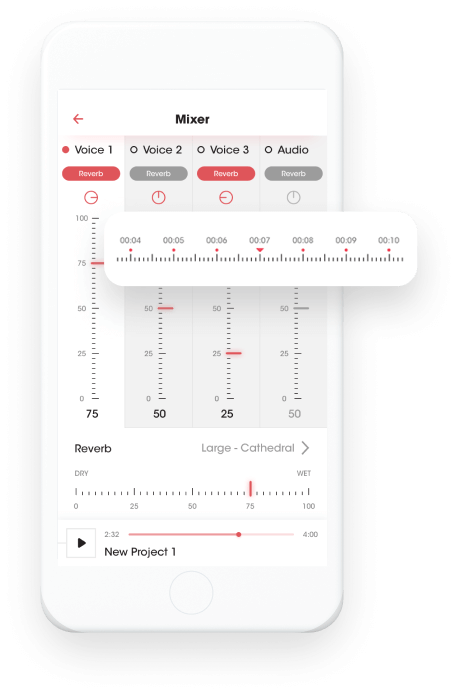 Mixer
Voice 1 Voice 2 Voice 3 Audio
Reverb Reverb Reverb Reverb
100
00:04 00:05 00:06 00:07 00:08 00:09 00:10
75
50 50 50 50
25 25 25 25
0 0 0 0
75 50 25 50
Reverb Large - Cathedral
DRY WET
0 25 50 75 100
2:32 4:00
New Project 1